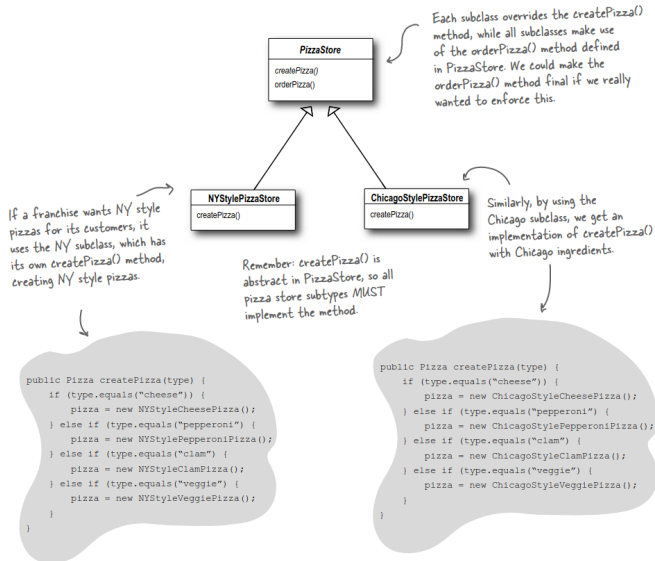 Each subclass overrides the createPizza()
method, while all subclasses make use
of the orderPizza() method defined
in PizzaStore. We could make the
orderPizza() method final if we really
wanted to enforce this.
PizzaStore
createPizza()
orderPizza()
If a franchise wants NY style
pizzas for its customers, it
uses the NY subclass, which has
its own createPizza() method,
creating NY style pizzas.
NYStylePizzaStore
createPizza()
ChicagoStylePizzaStore
createPizza()
Similarly, by using the
Chicago subclass, we get an
implementation of createPizza()
with Chicago ingredients.
Remember: createPizza() is
abstract in PizzaStore, so all
pizza store subtypes MUST
implement the method.
public Pizza createPizza(type) {
if (type.equals(“cheese”)) {
pizza = new NYStyleCheesePizza();
} else if (type.equals(“pepperoni”) {
pizza = new NYStylePepperoniPizza();
} else if (type.equals(“clam”) {
pizza = new NYStyleClamPizza();
} else if (type.equals(“veggie”) {
pizza = new NYStyleVeggiePizza();
}
}
public Pizza createPizza(type) {
if (type.equals(“cheese”)) {
pizza = new ChicagoStyleCheesePizza();
} else if (type.equals(“pepperoni”) {
pizza = new ChicagoStylePepperoniPizza();
} else if (type.equals(“clam”) {
pizza = new ChicagoStyleClamPizza();
} else if (type.equals(“veggie”) {
pizza = new ChicagoStyleVeggiePizza();
}
}